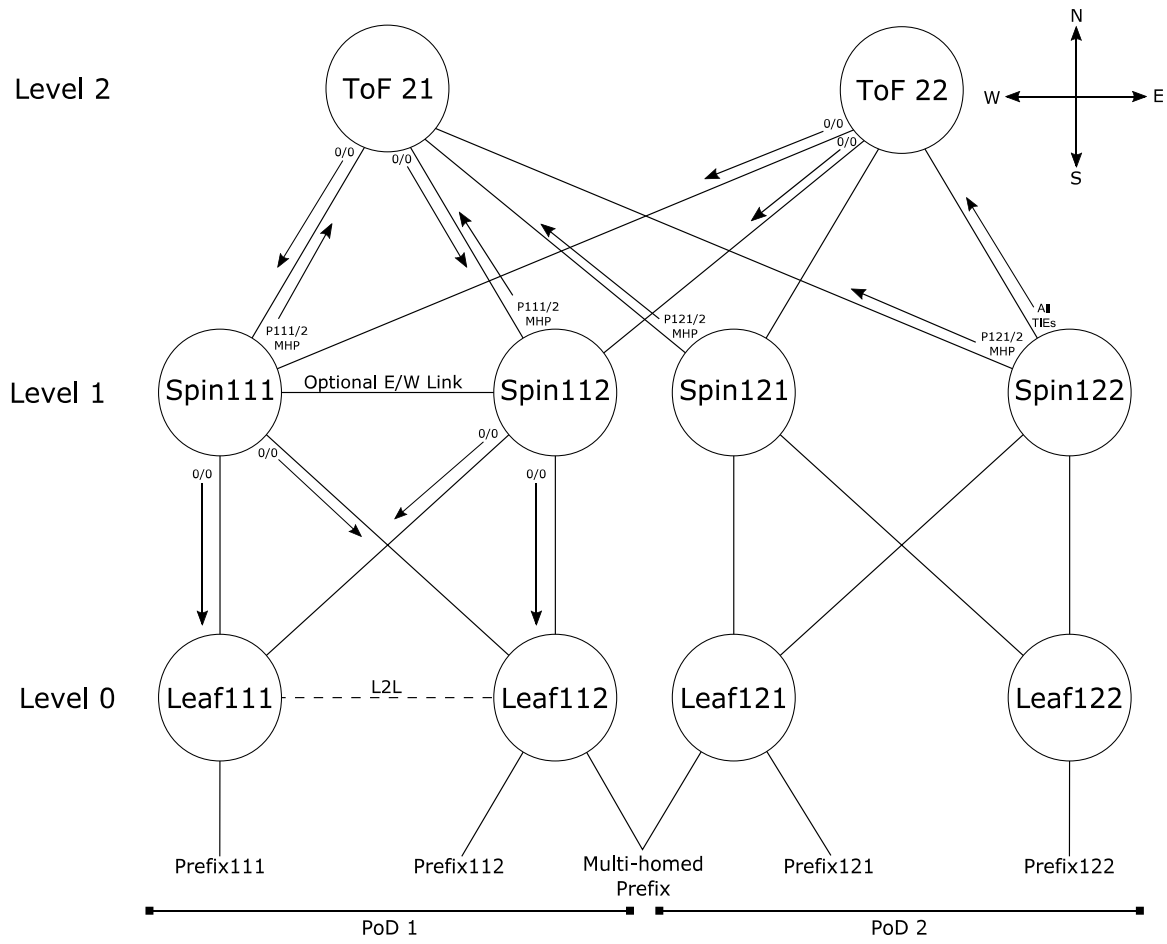 N
Level 2
ToF 21
ToF 22
W
E
S
0/0
0/0
0/0
0/0
P111/2
MHP
P111/2
MHP
P121/2
MHP
P121/2
MHP
All
TIEs
Level 1
Spin111
Optional E/W Link
Spin112
Spin121
Spin122
0/0
0/0
0/0
0/0
Level 0
Leaf111
L2L
Leaf112
Leaf121
Leaf122
Prefix111
Prefix112
Multi-homed
Prefix
Prefix121
Prefix122
PoD 1
PoD 2